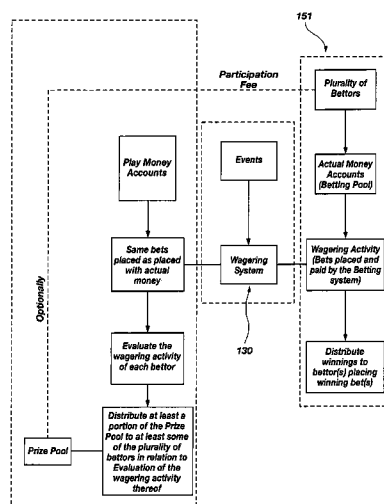 151
Participation
Fee
Plurality of
Bettors
Play Money
Accounts
Events
Actual Money
Accounts
(Betting Pool)
Optionally
Same bets
placed as placed
with actual
money
Wagering
System
Wagering Activity
(Bets placed and
paid by the Betting
system)
130
Evaluate the
wagering activity
of each bettor
Distribute
winnings to
bettor(s) placing
winning bet(s)
Prize Pool
Distribute at least a
portion of the Prize
Pool to at least some
of the plurality of
bettors in relation to
Evaluation of the
wagering activity
thereof